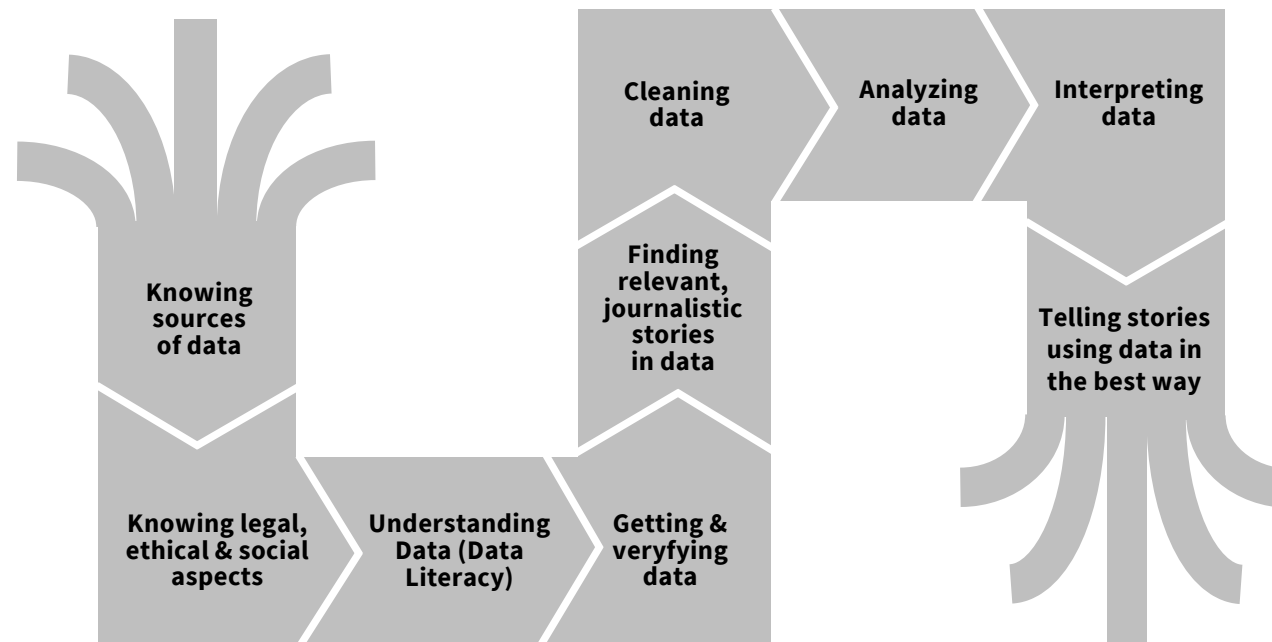 Knowing
sources
of data
Knowing legal,
ethical & social
aspects
Understanding
Data (Data
Literacy)
Getting &
veryfying
data
Finding
relevant,
journalistic
stories
in data
Cleaning
data
Analyzing
data
Interpreting
data
Telling stories
using data in
the best way